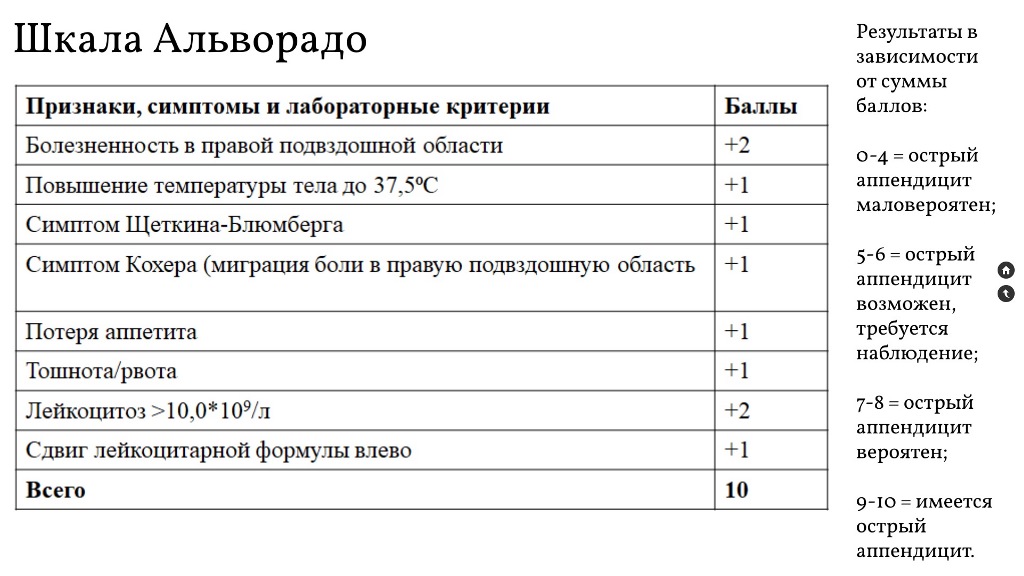 Шкала Альворадо
Признаки, симптомы и лабораторные критерии Баллы
Болезненность в правой подвздошной области +2
Повышение температуры тела до 37,5⁰С +1
Симптом Щеткина-Блюмберга +1
Симптом Кохера (миграция боли в правую подвздошную область +1
Потеря аппетита +1
Тошнота/рвота +1
Лейкоцитоз >10,0*10⁹/л +2
Сдвиг лейкоцитарной формулы влево +1
Всего 10
Результаты в
зависимости
от суммы
баллов:
0-4 = острый
аппендицит
маловероятен;
5-6 = острый
аппендицит
возможен,
требуется
наблюдение;
7-8 = острый
аппендицит
вероятен;
9-10 = имеется
острый
аппендицит.